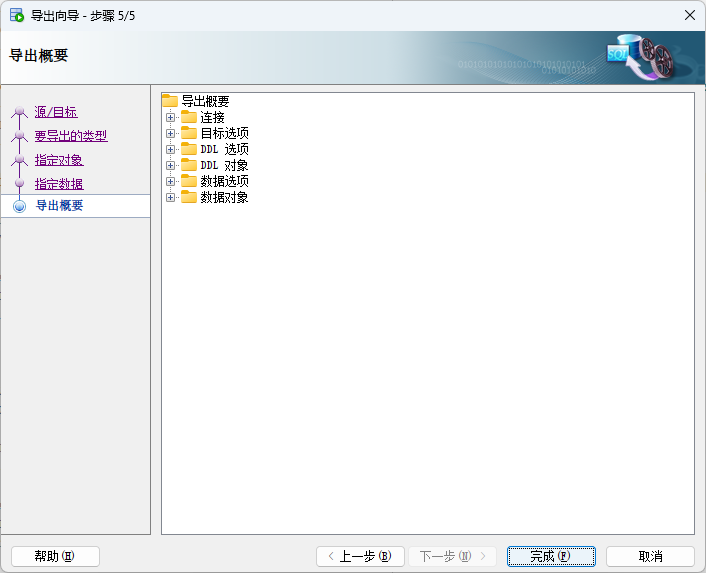 导出向导 - 步骤 5/5
导出概要
0101010101010101010101010101
0101010101010
SQL
源/目标
要导出的类型
指定对象
指定数据
导出概要
导出概要
连接
目标选项
DDL 选项
DDL 对象
数据选项
数据对象
帮助(H)
< 上一步(B)
下一步(N) >
完成(F)
取消